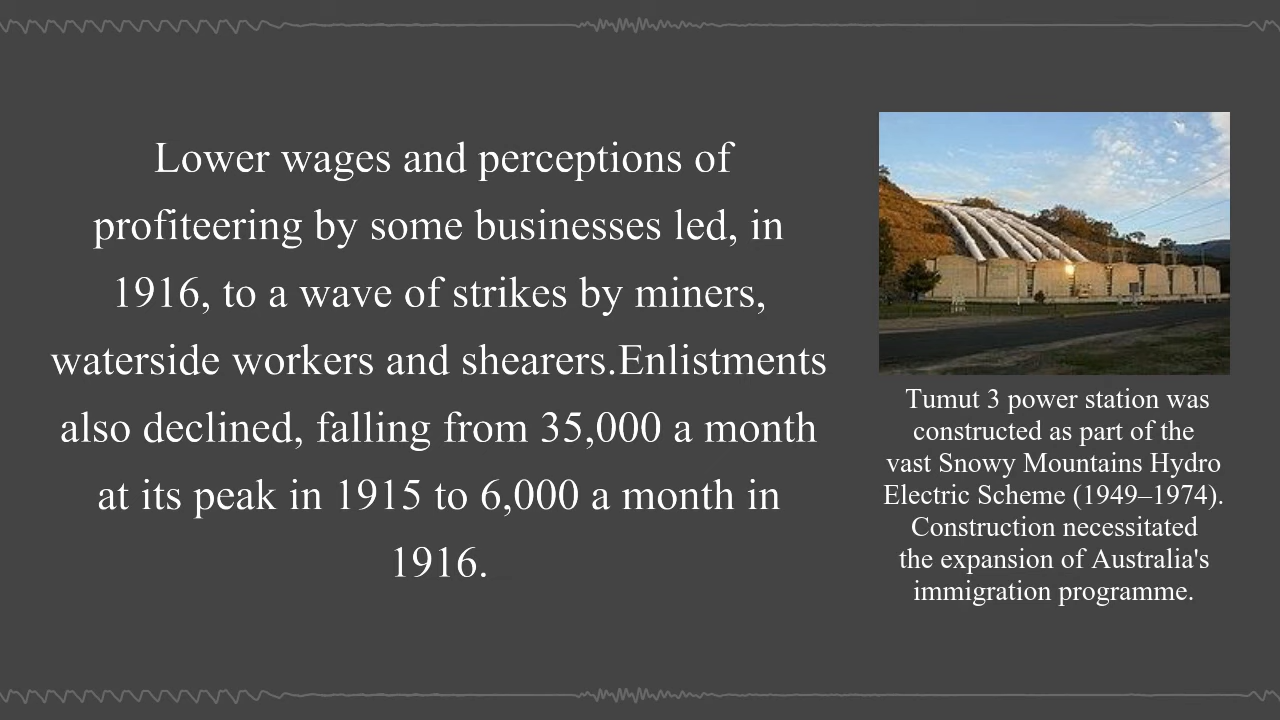 Lower wages and perceptions of
profiteering by some businesses led, in
1916, to a wave of strikes by miners,
waterside workers and shearers.Enlistments
also declined, falling from 35,000 a month
at its peak in 1915 to 6,000 a month in
1916.
Tumut 3 power station was
constructed as part of the
vast Snowy Mountains Hydro
Electric Scheme (1949–1974).
Construction necessitated
the expansion of Australia's
immigration programme.